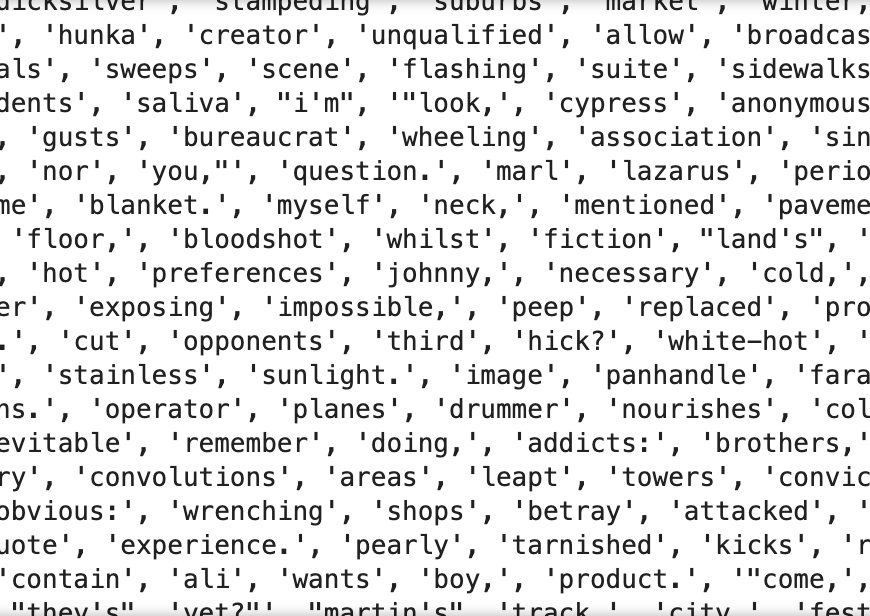 ', 'stampeding', 'suburbs', 'market', 'winter,
', 'hunka', 'creator', 'unqualified', 'allow', 'broadcas
als', 'sweeps', 'scene', 'flashing', 'suite', 'sidewalks
dents', 'saliva', "i'm", '"look,', 'cypress', 'anonymous
, 'gusts', 'bureaucrat', 'wheeling', 'association', 'sin
, 'nor', 'you,"', 'question.', 'marl', 'lazarus', 'perio
me', 'blanket.', 'myself', 'neck,', 'mentioned', 'paveme
'floor,', 'bloodshot', 'whilst', 'fiction', "land's", '
, 'hot', 'preferences', 'johnny,', 'necessary', 'cold,',
er', 'exposing', 'impossible,', 'peep', 'replaced', 'pro
.', 'cut', 'opponents', 'third', 'hick?', 'white-hot', '
', 'stainless', 'sunlight.', 'image', 'panhandle', 'fara
ns.', 'operator', 'planes', 'drummer', 'nourishes', 'col
evitable', 'remember', 'doing,', 'addicts:', 'brothers,'
ry', 'convolutions', 'areas', 'leapt', 'towers', 'convic
obvious:', 'wrenching', 'shops', 'betray', 'attacked', '
uote', 'experience.', 'pearly', 'tarnished', 'kicks', 'r
'contain', 'ali', 'wants', 'boy,', 'product.', '"come,',
"they's", 'yet?"', "martin's", 'track.', 'city.', 'fest